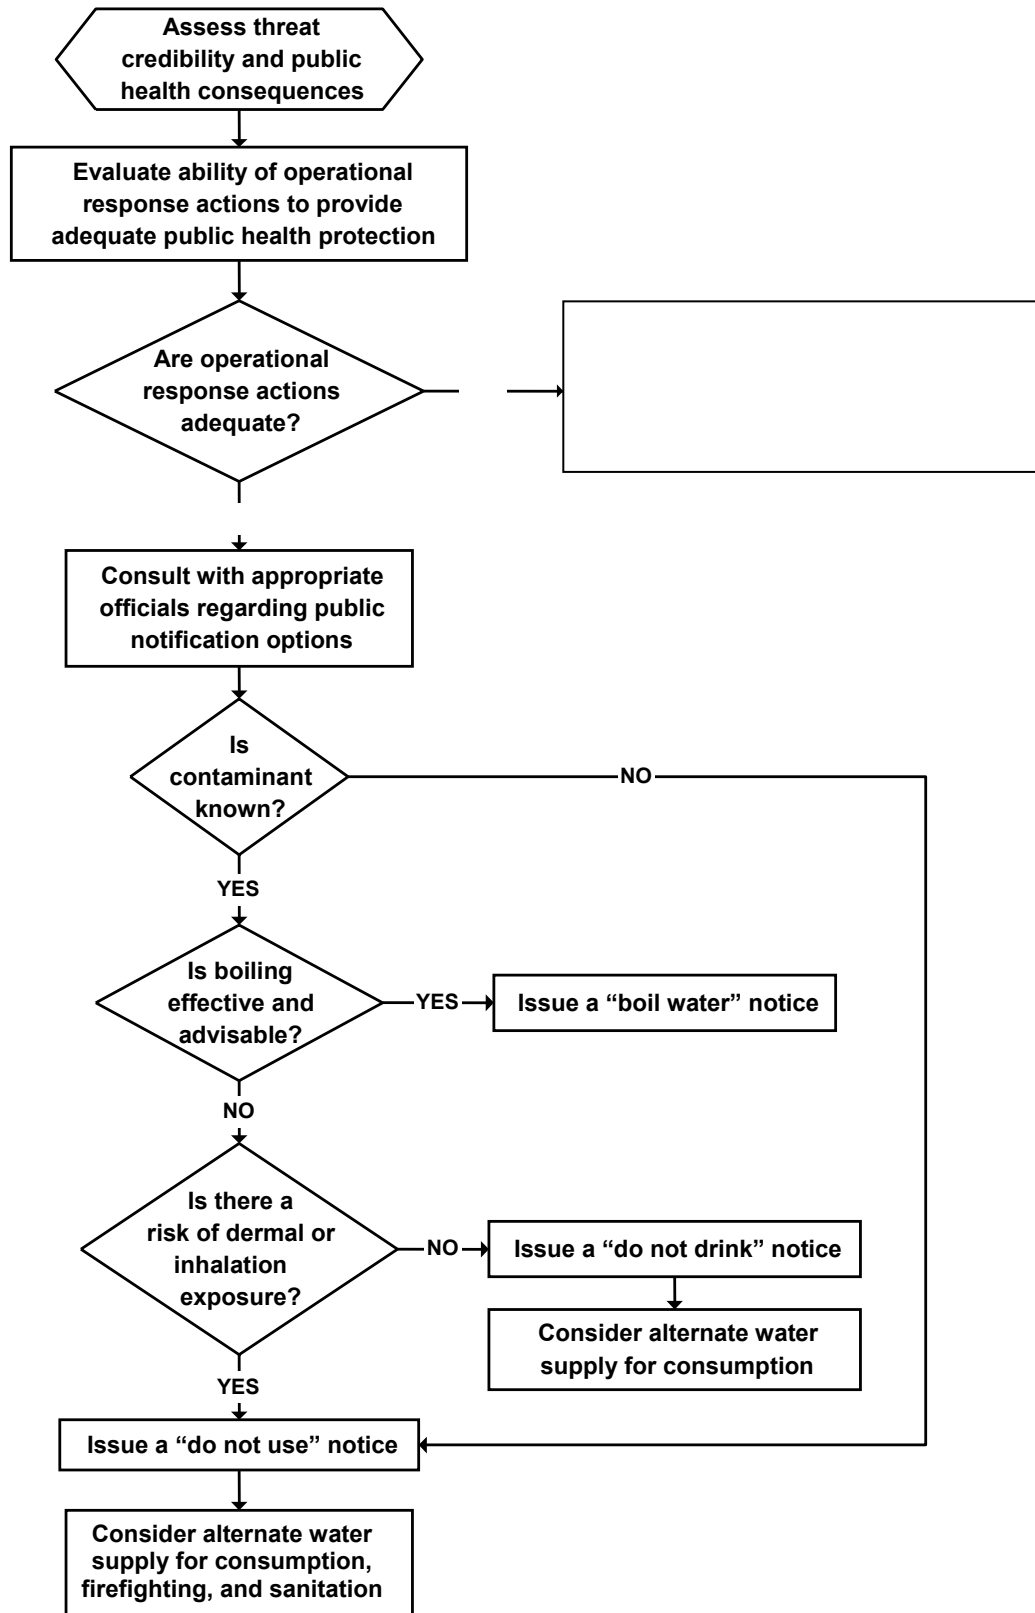 Assess threat
credibility and public
health consequences
Evaluate ability of operational
response actions to provide
adequate public health protection
Are operational
response actions
adequate?
Consult with appropriate
officials regarding public
notification options
Is
contaminant
known?
NO
YES
Is boiling
effective and
advisable?
YES
Issue a “boil water” notice
NO
Is there a
risk of dermal or
inhalation
exposure?
NO
Issue a “do not drink” notice
Consider alternate water
supply for consumption
YES
Issue a “do not use” notice
Consider alternate water
supply for consumption,
firefighting, and sanitation